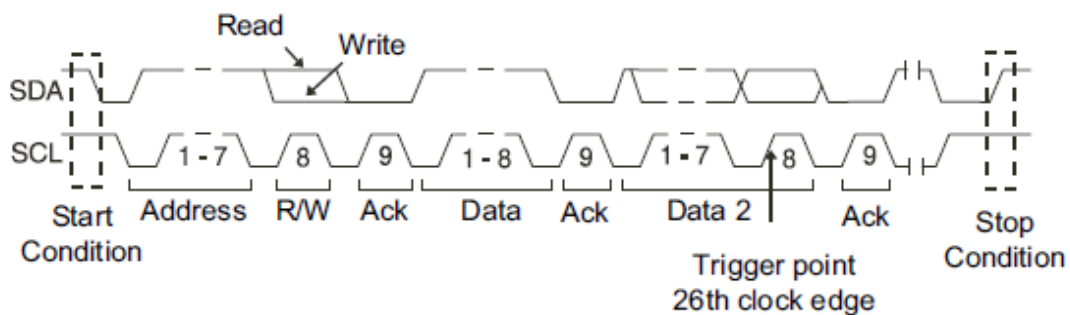 Read
Write
SDA
SCL
1 - 7
8
9
1 - 8
9
1 - 7
8
9
Start
Condition
Address
R/W
Ack
Data
Ack
Data 2
Ack
Stop
Condition
Trigger point
26th clock edge